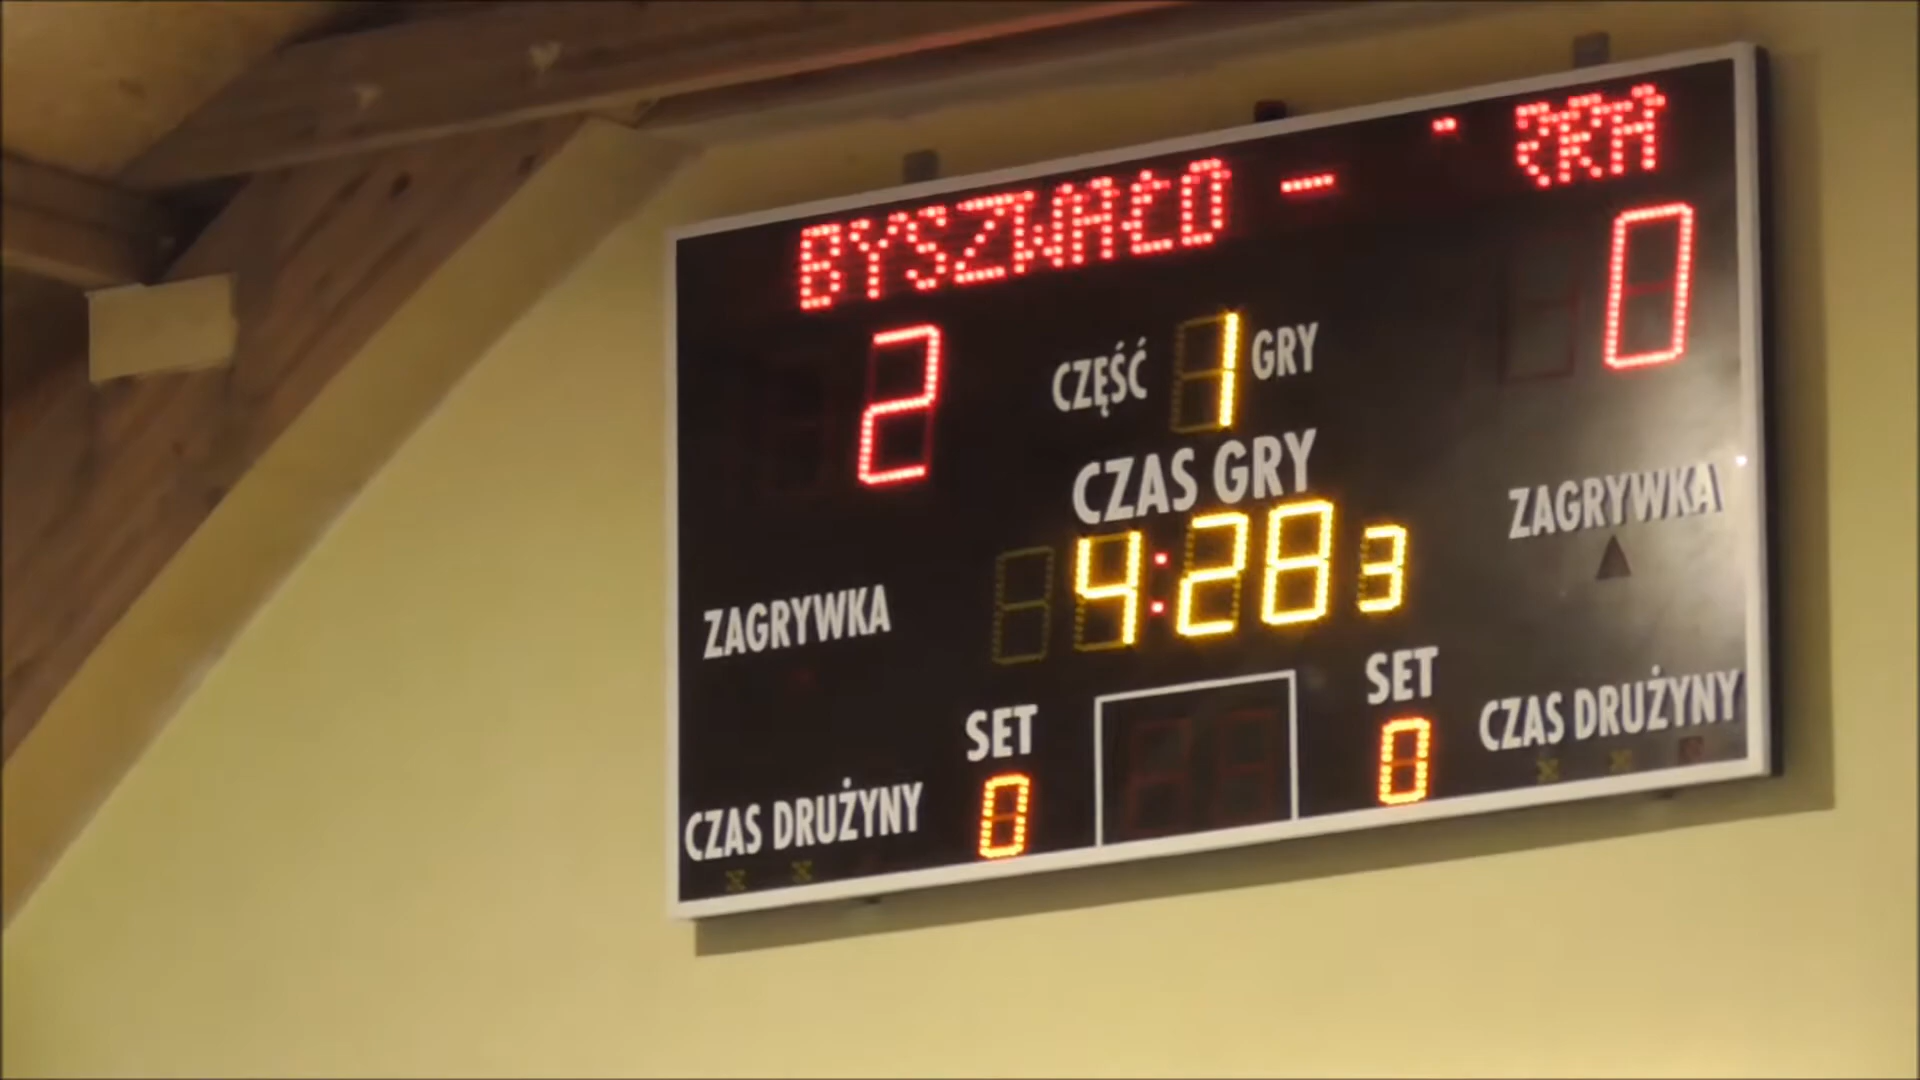 BYSZWAŁD -
2 0
CZĘŚĆ 1 GRY
CZAS GRY
4:28 3
ZAGRYWKA ZAGRYWKA
SET SET
0 0
CZAS DRUŻYNY CZAS DRUŻYNY